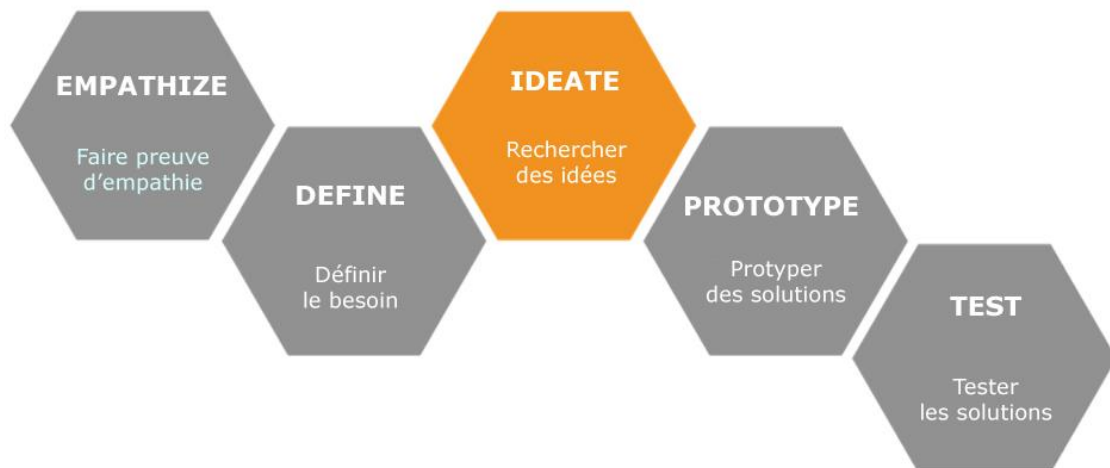 EMPATHIZE
Faire preuve
d'empathie
DEFINE
Définir
le besoin
IDEATE
Rechercher
des idées
PROTOTYPE
Protyper
des solutions
TEST
Tester
les solutions